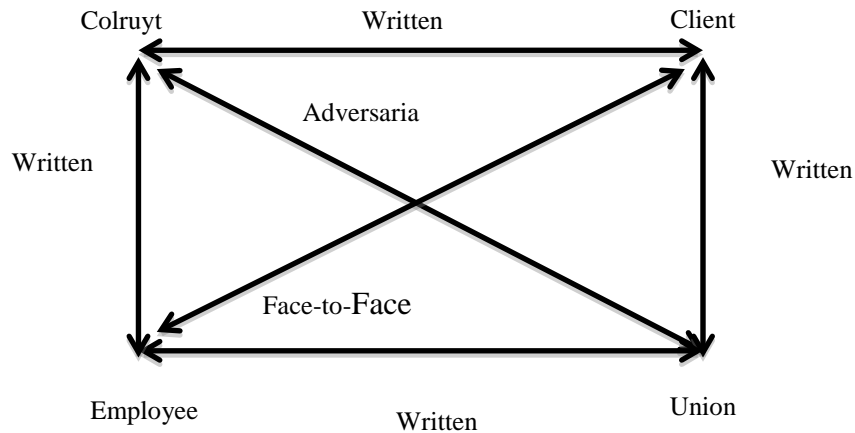 Colruyt Written Client
Adversaria
Written Written
Face-to-Face
Employee Written Union